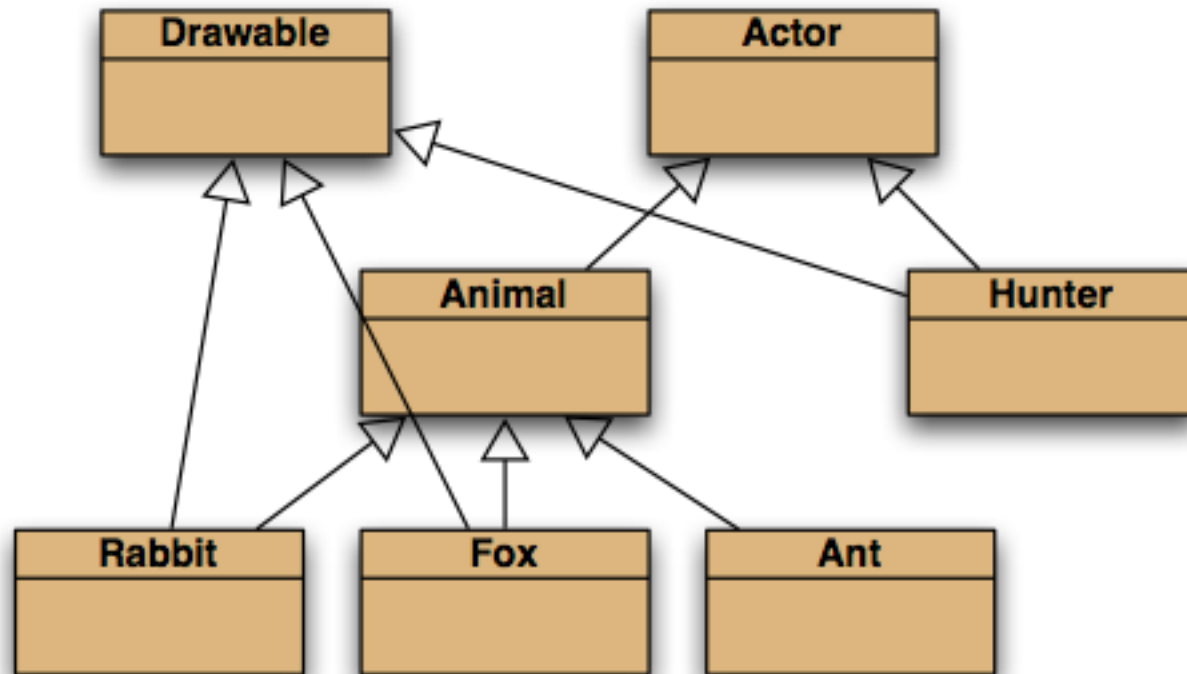 Drawable
Actor
Animal
Hunter
Rabbit
Fox
Ant